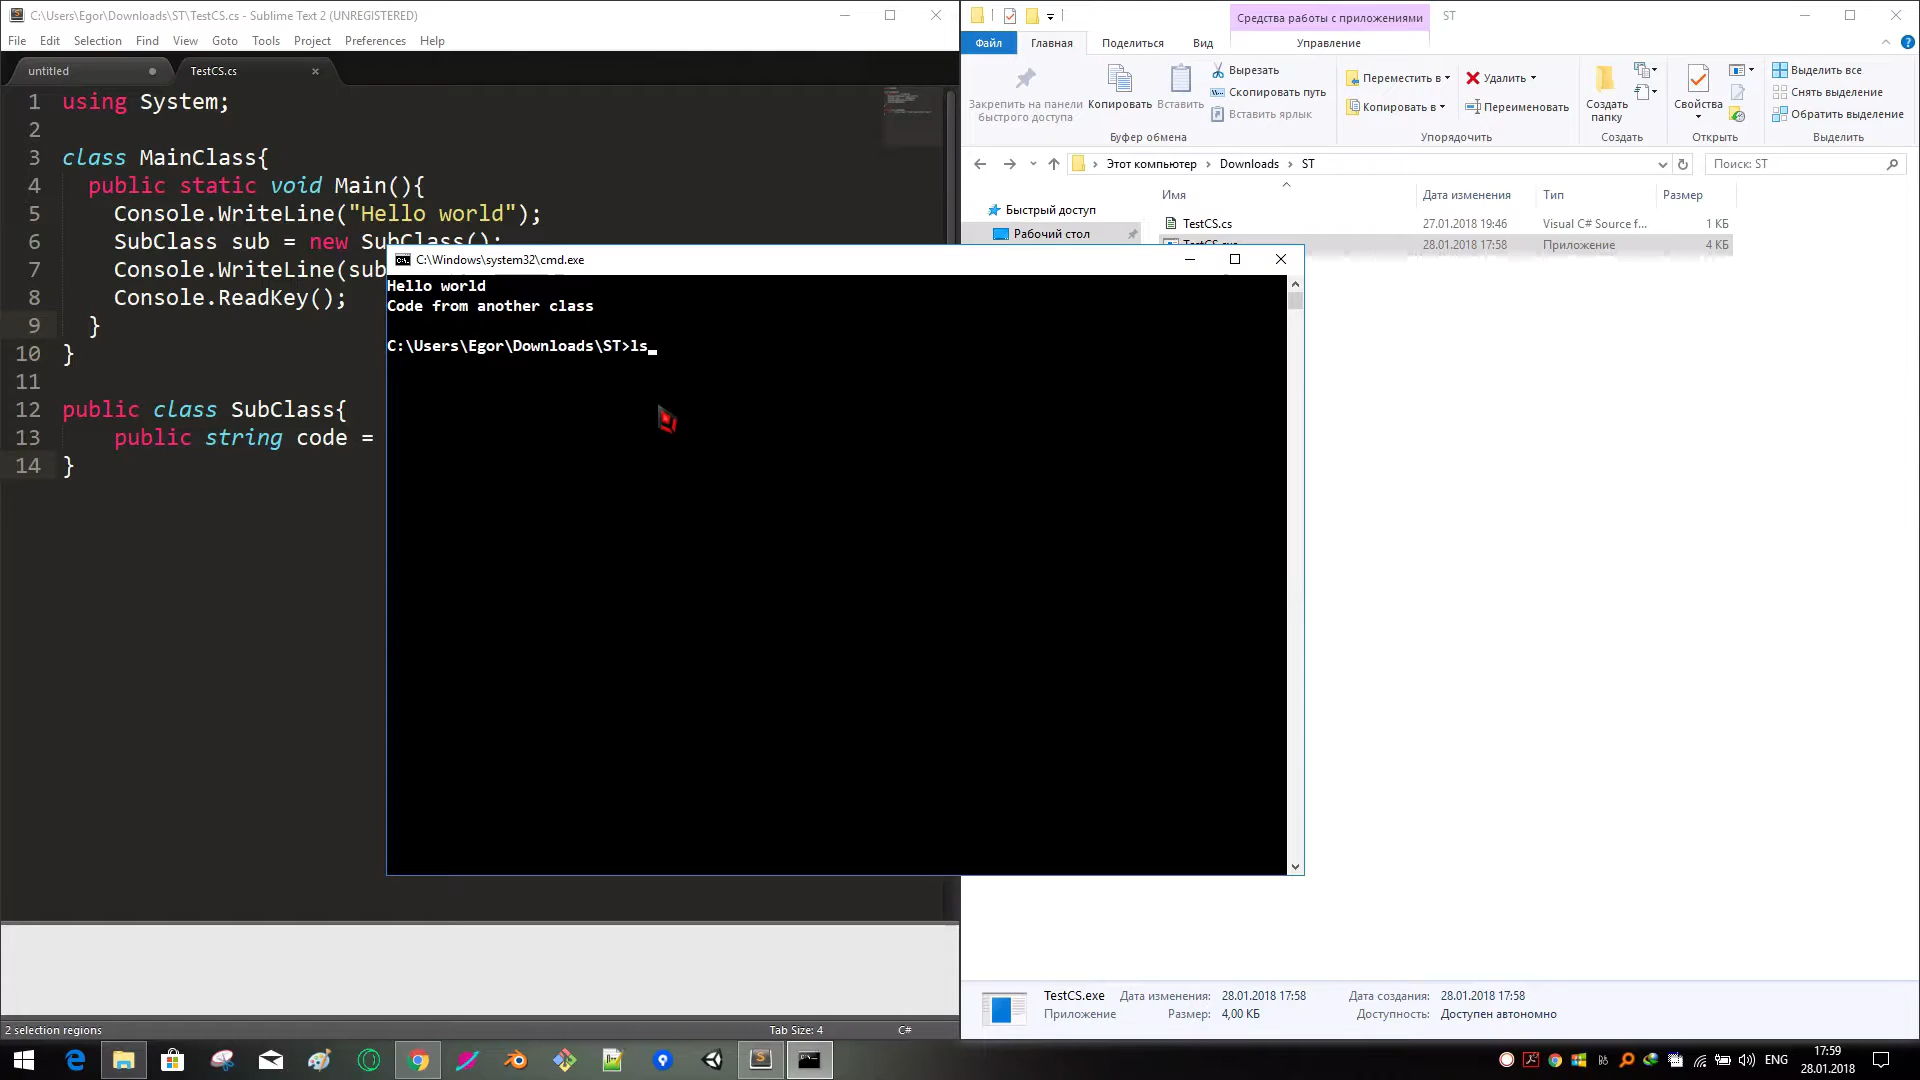 C:\Users\Egor\Downloads\ST\TestCS.cs - Sublime Text 2 (UNREGISTERED)
File Edit Selection Find View Goto Tools Project Preferences Help
untitled TestCS.cs
1 using System;
2
3 class MainClass{
4 public static void Main(){
5 Console.WriteLine("Hello world");
6 SubClass sub = new SubClass();
7 Console.WriteLine(sub
8 Console.ReadKey();
9 }
10 }
11
12 public class SubClass{
13 public string code =
14 }
2 selection regions Tab Size: 4 C#
C:\Windows\system32\cmd.exe
Hello world
Code from another class
C:\Users\Egor\Downloads\ST>ls_
Средства работы с приложениями ST
Файл Главная Поделиться Вид Управление
Закрепить на панели быстрого доступа
Копировать
Вставить
Вырезать
Скопировать путь
Вставить ярлык
Буфер обмена
Переместить в
Копировать в
Удалить
Переименовать
Упорядочить
Создать папку
Создать
Свойства
Открыть
Выделить все
Снять выделение
Обратить выделение
Выделить
Этот компьютер Downloads ST
Поиск: ST
Имя Дата изменения Тип Размер
Быстрый доступ
Рабочий стол
TestCS.cs 27.01.2018 19:46 Visual C# Source f... 1 КБ
TestCS.exe 28.01.2018 17:58 Приложение 4 КБ
TestCS.exe Дата изменения: 28.01.2018 17:58 Дата создания: 28.01.2018 17:58
Приложение Размер: 4,00 КБ Доступность: Доступен автономно
ENG
17:59
28.01.2018